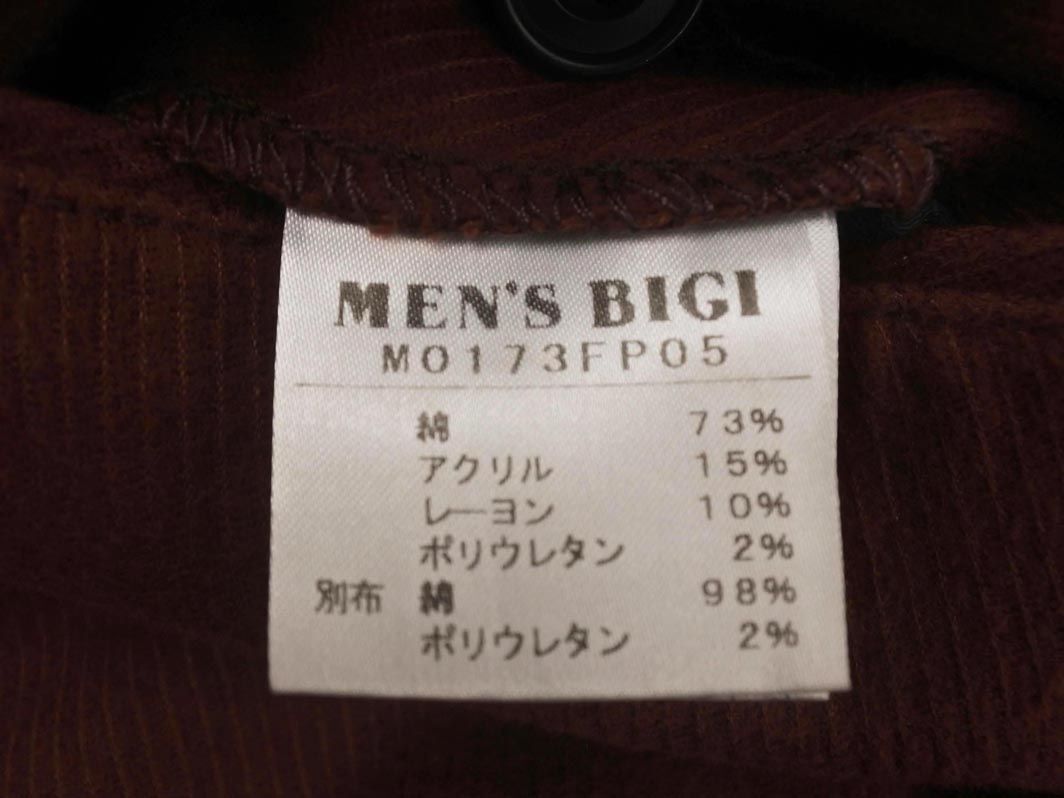 MEN'S BIGI
M0173FP05
綿 73%
アクリル 15%
レーヨン 10%
ポリウレタン 2%
別布 綿 98%
ポリウレタン 2%